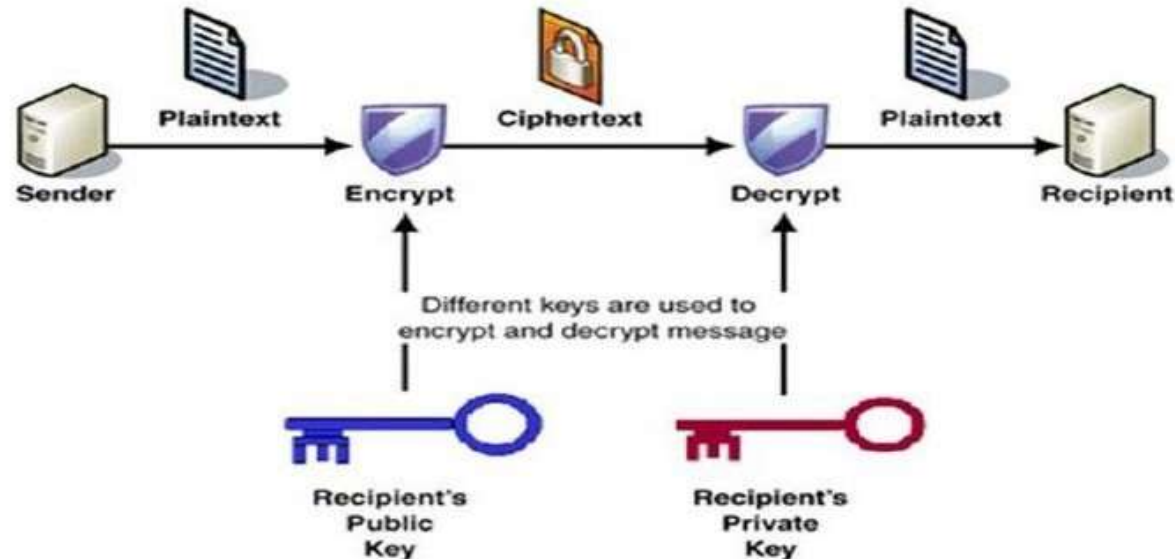 Plaintext
Ciphertext
Plaintext
Sender
Encrypt
Decrypt
Recipient
Different keys are used to
encrypt and decrypt message
Recipient's
Public
Key
Recipient's
Private
Key